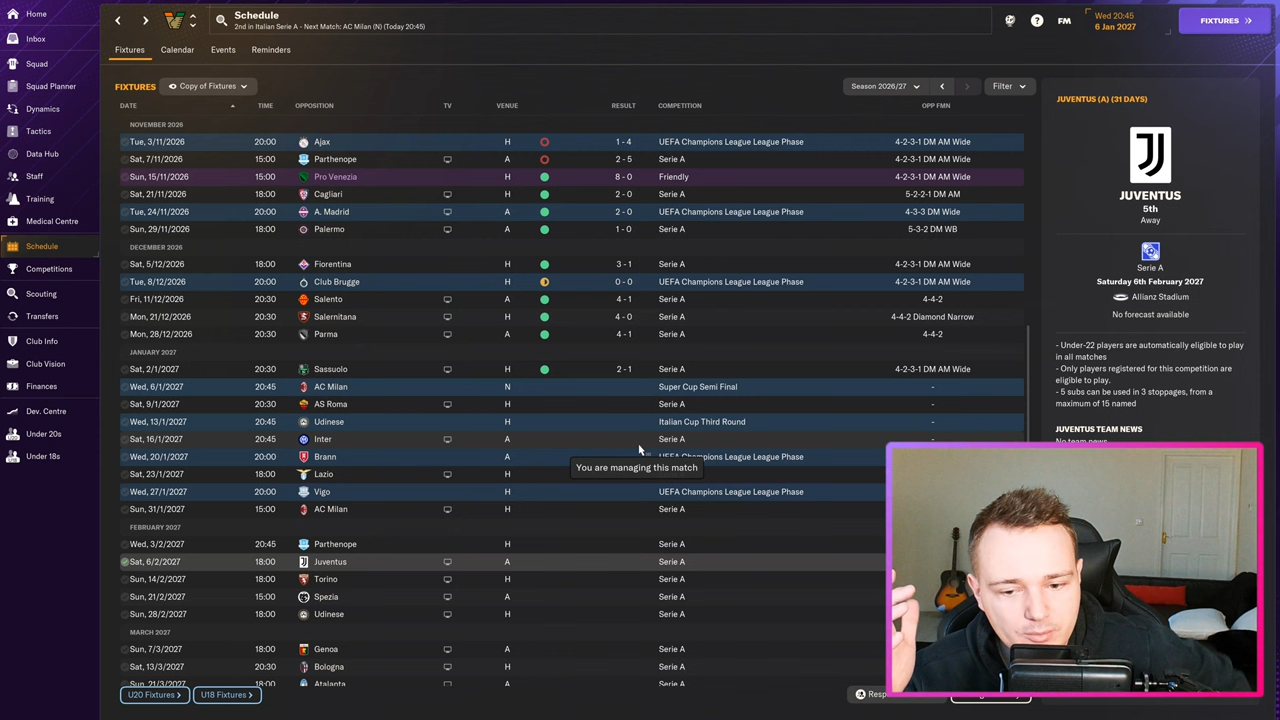 Home
Inbox
Squad
Squad Planner
Dynamics
Tactics
Data Hub
Staff
Training
Medical Centre
Schedule
Competitions
Scouting
Transfers
Club Info
Club Vision
Finances
Dev. Centre
Under 20s
Under 18s
Schedule
2nd in Italian Serie A - Next Match: AC Milan (N) (Today 20:45)
FM
Wed 20:45
6 Jan 2027
FIXTURES
Fixtures Calendar Events Reminders
FIXTURES Copy of Fixtures Season 2026/27 Filter
DATE TIME OPPOSITION TV VENUE RESULT COMPETITION OPP FMN
NOVEMBER 2026
Tue, 3/11/2026 20:00 Ajax H 1 - 4 UEFA Champions League League Phase 4-2-3-1 DM AM Wide
Sat, 7/11/2026 15:00 Parthenope A 2 - 5 Serie A 4-2-3-1 DM AM Wide
Sun, 15/11/2026 15:00 Pro Venezia H 8 - 0 Friendly 4-2-3-1 DM AM Wide
Sat, 21/11/2026 18:00 Cagliari H 2 - 0 Serie A 5-2-2-1 DM AM
Tue, 24/11/2026 20:00 A. Madrid A 2 - 0 UEFA Champions League League Phase 4-3-3 DM Wide
Sun, 29/11/2026 18:00 Palermo A 1 - 0 Serie A 5-3-2 DM WB
DECEMBER 2026
Sat, 5/12/2026 18:00 Fiorentina H 3 - 1 Serie A 4-2-3-1 DM AM Wide
Tue, 8/12/2026 20:00 Club Brugge H 0 - 0 UEFA Champions League League Phase 4-2-3-1 DM AM Wide
Fri, 11/12/2026 20:30 Salento A 4 - 1 Serie A 4-4-2
Mon, 21/12/2026 20:30 Salernitana H 4 - 0 Serie A 4-4-2 Diamond Narrow
Mon, 28/12/2026 20:30 Parma A 4 - 1 Serie A 4-4-2
JANUARY 2027
Sat, 2/1/2027 20:30 Sassuolo H 2 - 1 Serie A 4-2-3-1 DM AM Wide
Wed, 6/1/2027 20:45 AC Milan N Super Cup Semi Final -
Sat, 9/1/2027 20:30 AS Roma H Serie A -
Wed, 13/1/2027 20:45 Udinese H Italian Cup Third Round -
Sat, 16/1/2027 20:45 Inter A Serie A -
Wed, 20/1/2027 20:00 Brann A UEFA Champions League League Phase
You are managing this match
Sat, 23/1/2027 18:00 Lazio H
Wed, 27/1/2027 20:00 Vigo H UEFA Champions League League Phase
Sun, 31/1/2027 15:00 AC Milan H Serie A
FEBRUARY 2027
Wed, 3/2/2027 20:45 Parthenope H Serie A
Sat, 6/2/2027 18:00 Juventus A Serie A
Sun, 14/2/2027 18:00 Torino H Serie A
Sun, 21/2/2027 15:00 Spezia A Serie A
Sun, 28/2/2027 18:00 Udinese H Serie A
MARCH 2027
Sun, 7/3/2027 18:00 Genoa A Serie A
Sat, 13/3/2027 20:30 Bologna H Serie A
Sun, 21/3/2027 18:00 Atalanta A Serie A
U20 Fixtures U18 Fixtures
JUVENTUS (A) (31 DAYS)
JUVENTUS
5th
Away
Serie A
Saturday 6th February 2027
Allianz Stadium
No forecast available
- Under-22 players are automatically eligible to play
in all matches
- Only players registered for this competition are
eligible to play.
- 5 subs can be used in 3 stoppages, from a
maximum of 15 named
JUVENTUS TEAM NEWS